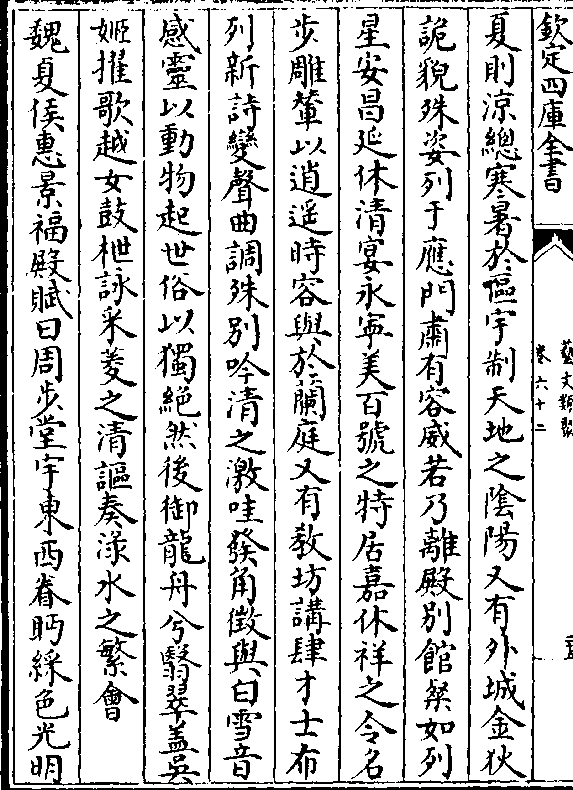 欽定四庫全書
藝文類聚
卷六十二
夏則涼總寒暑於區宇制天地之陰陽又有外城金狄
詭貌殊姿列于應門肅有容威若乃離殿別館粲如列
星安昌延休清宴永寧美百號之特居嘉休祥之令名
步雕輦以逍遥時容與於蘭庭又有教坊講肆才士布
列新詩變聲曲調殊別吟清之激哇發角徵與白雪音
感靈以動物起世俗以獨絶然後御龍舟兮翳翠盖吳
姬擢歌越女鼓枻詠采菱之清謳奏淥水之繁會
魏夏侯惠景福殿賦曰周步堂宇東西眷眄綵色光明